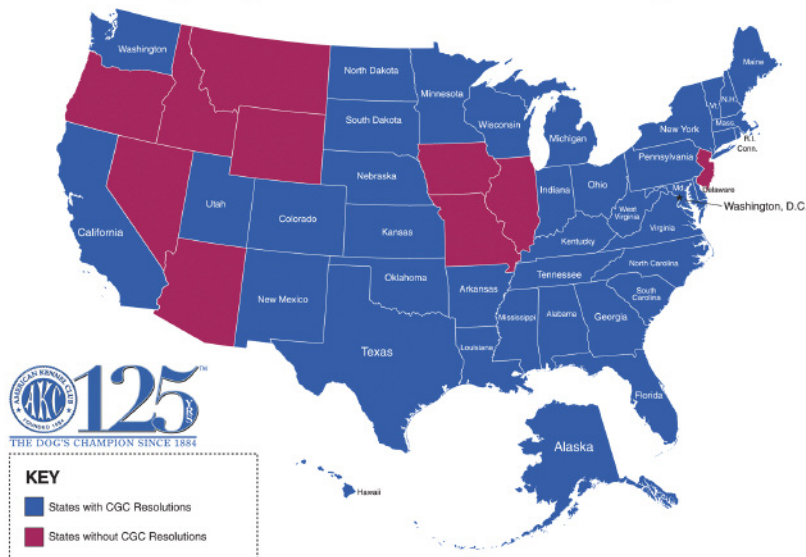 Washington
North Dakota
Minnesota
Maine
Vt.
N.H.
Mass.
R.I.
Conn.
New York
South Dakota
Wisconsin
Michigan
Pennsylvania
Nebraska
Indiana
Ohio
Md.
Delaware
Washington, D.C
Utah
Colorado
Kansas
West
Virginia
Virginia
California
Kentucky
North Carolina
Oklahoma
Tennessee
New Mexico
Arkansas
South
Carolina
Mississippi
Alabama
Georgia
Texas
Louisiana
Florida
AMERICAN KENNEL CLUB
AKC
FOUNDED 1884
125
YRS
TM
THE DOG'S CHAMPION SINCE 1884
Alaska
Hawaii
KEY
States with CGC Resolutions
States without CGC Resolutions